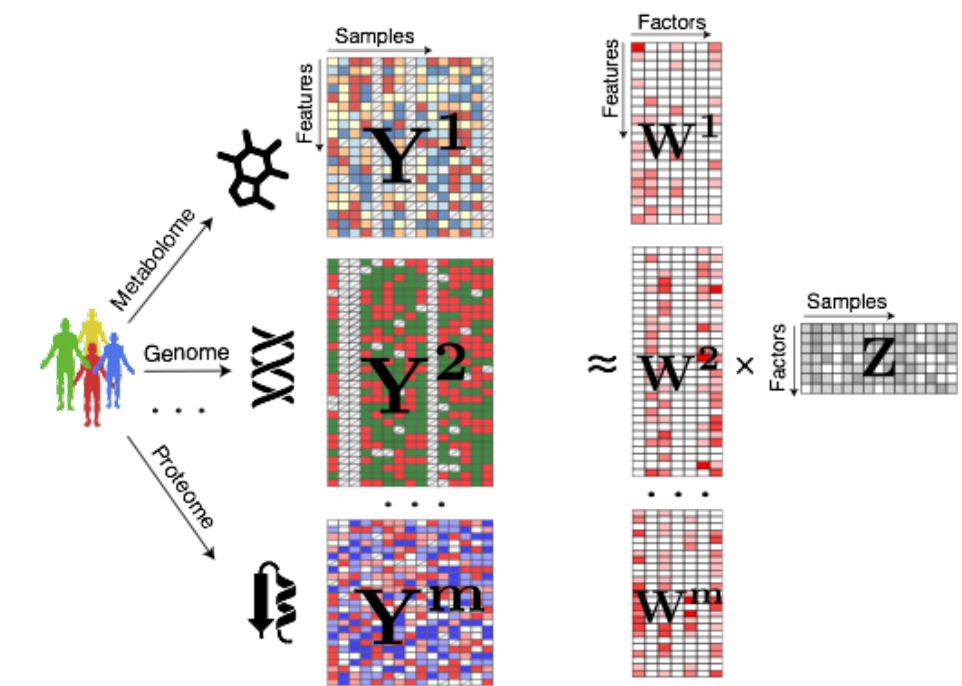 Samples
Features
Y¹
Metabolome
Genome
. . .
Proteome
Y²
. . .
Yᵐ
≈
Factors
Features
W¹
W²
. . .
Wᵐ
×
Samples
Factors
Z